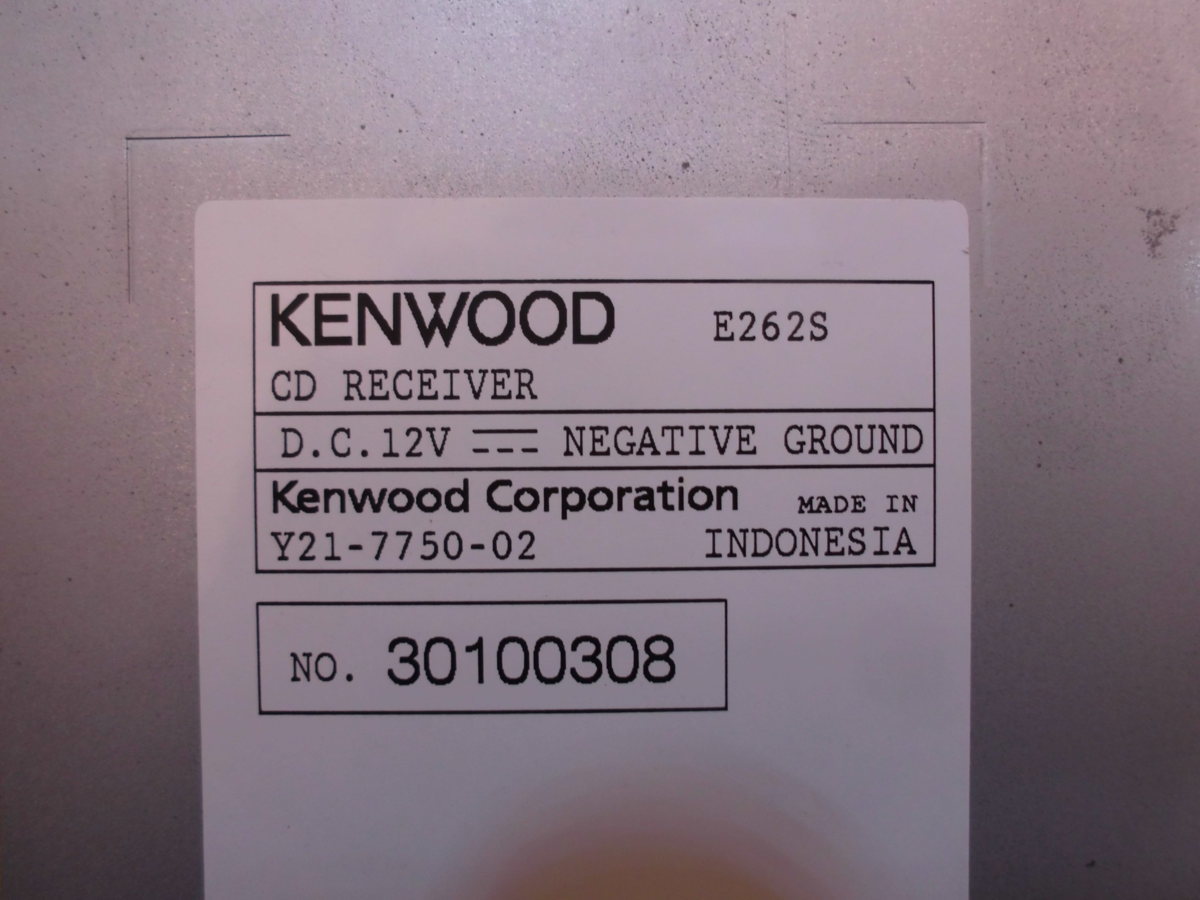 KENWOOD E262S
CD RECEIVER
D.C.12V ⎓ NEGATIVE GROUND
Kenwood Corporation MADE IN
Y21-7750-02 INDONESIA
NO. 30100308